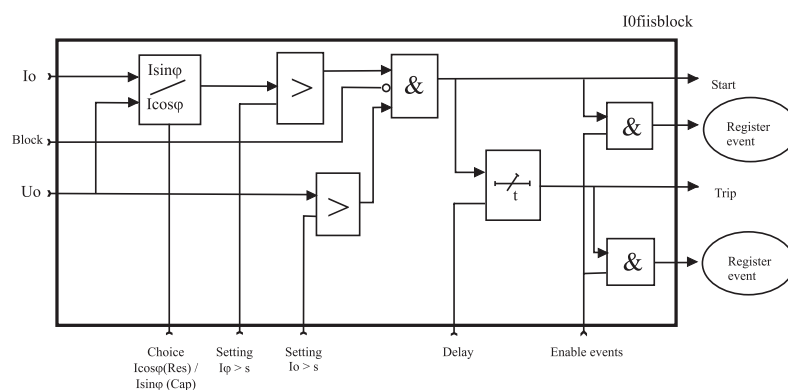 I0fiisblock
Io
Isinφ
Icosφ
>
&
Start
&
Register
event
Block
Uo
>
t
Trip
&
Register
event
Choice
Icosφ(Res) /
Isinφ (Cap)
Setting
Iφ > s
Setting
Io > s
Delay
Enable events